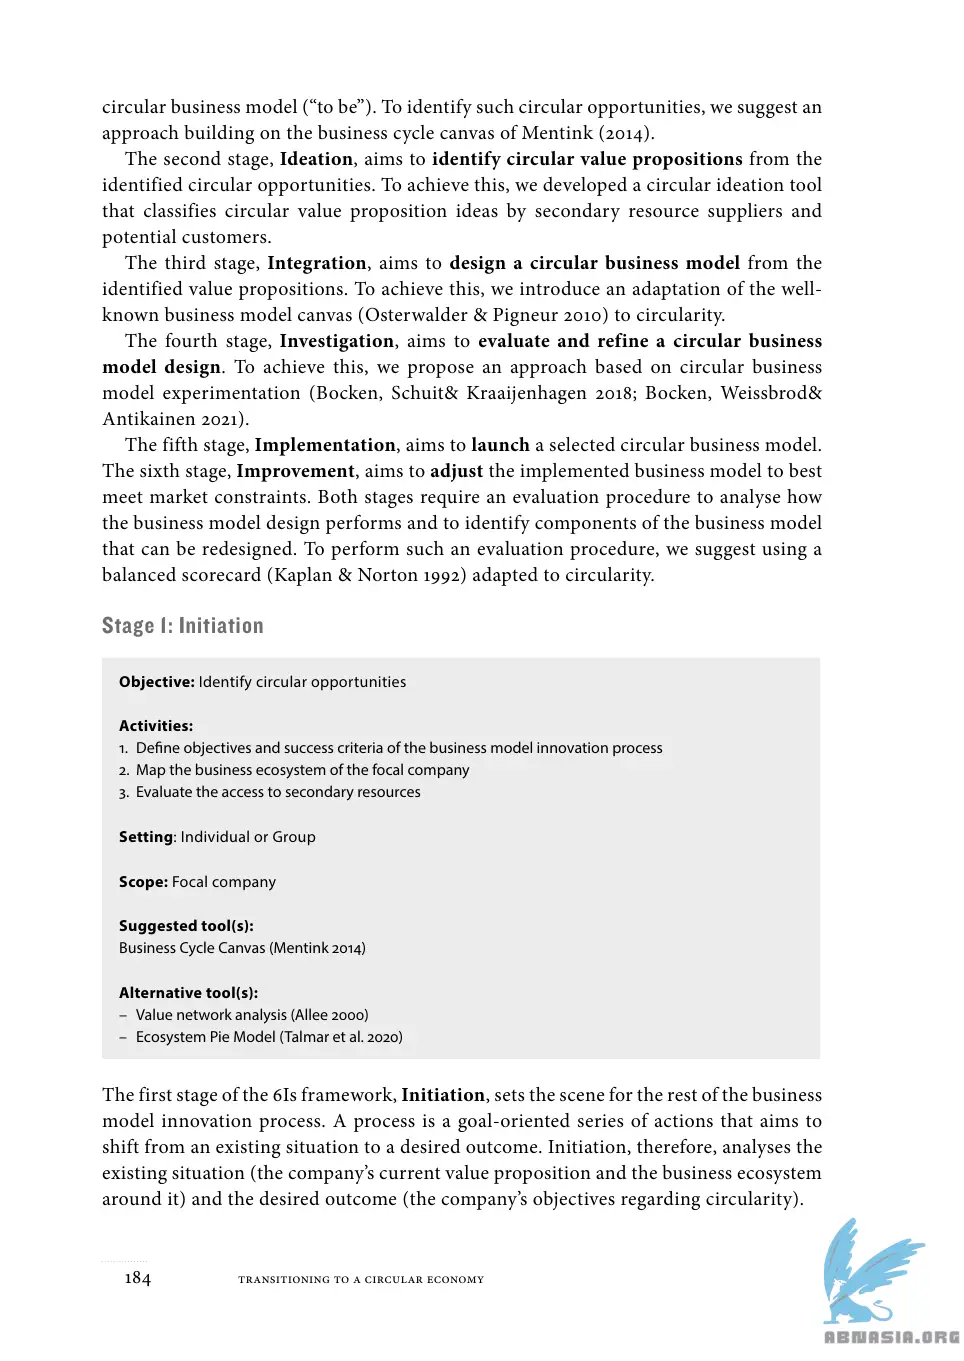 circular business model (“to be”). To identify such circular opportunities, we suggest an
approach building on the business cycle canvas of Mentink (2014).
The second stage, Ideation, aims to identify circular value propositions from the
identified circular opportunities. To achieve this, we developed a circular ideation tool
that classifies circular value proposition ideas by secondary resource suppliers and
potential customers.
The third stage, Integration, aims to design a circular business model from the
identified value propositions. To achieve this, we introduce an adaptation of the well-
known business model canvas (Osterwalder & Pigneur 2010) to circularity.
The fourth stage, Investigation, aims to evaluate and refine a circular business
model design. To achieve this, we propose an approach based on circular business
model experimentation (Bocken, Schuit& Kraaijenhagen 2018; Bocken, Weissbrod&
Antikainen 2021).
The fifth stage, Implementation, aims to launch a selected circular business model.
The sixth stage, Improvement, aims to adjust the implemented business model to best
meet market constraints. Both stages require an evaluation procedure to analyse how
the business model design performs and to identify components of the business model
that can be redesigned. To perform such an evaluation procedure, we suggest using a
balanced scorecard (Kaplan & Norton 1992) adapted to circularity.
Stage 1: Initiation
Objective: Identify circular opportunities
Activities:
1. Define objectives and success criteria of the business model innovation process
2. Map the business ecosystem of the focal company
3. Evaluate the access to secondary resources
Setting: Individual or Group
Scope: Focal company
Suggested tool(s):
Business Cycle Canvas (Mentink 2014)
Alternative tool(s):
– Value network analysis (Allee 2000)
– Ecosystem Pie Model (Talmar et al. 2020)
The first stage of the 6Is framework, Initiation, sets the scene for the rest of the business
model innovation process. A process is a goal-oriented series of actions that aims to
shift from an existing situation to a desired outcome. Initiation, therefore, analyses the
existing situation (the company’s current value proposition and the business ecosystem
around it) and the desired outcome (the company’s objectives regarding circularity).
184 TRANSITIONING TO A CIRCULAR ECONOMY
ABNASIA.ORG